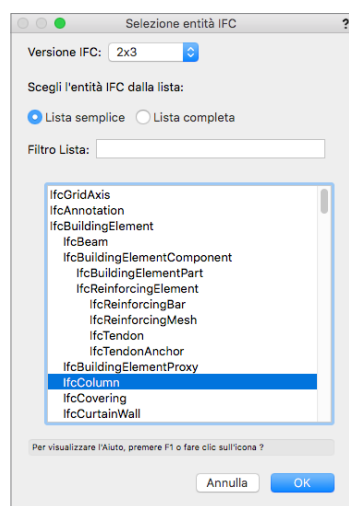 Selezione entità IFC ?
Versione IFC: 2x3
Scegli l'entità IFC dalla lista:
Lista semplice Lista completa
Filtro Lista:
IfcGridAxis
IfcAnnotation
IfcBuildingElement
IfcBeam
IfcBuildingElementComponent
IfcBuildingElementPart
IfcReinforcingElement
IfcReinforcingBar
IfcReinforcingMesh
IfcTendon
IfcTendonAnchor
IfcBuildingElementProxy
IfcColumn
IfcCovering
IfcCurtainWall
Per visualizzare l'Aiuto, premere F1 o fare clic sull'icona ?
Annulla OK